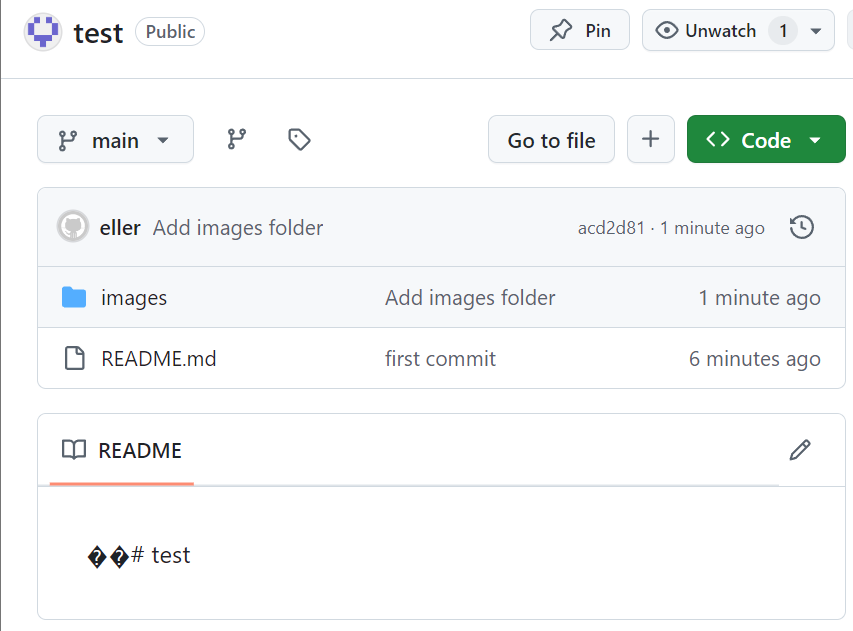 test Public Pin Unwatch 1
main Go to file + Code
eller Add images folder acd2d81 · 1 minute ago
images Add images folder 1 minute ago
README.md first commit 6 minutes ago
README
��# test